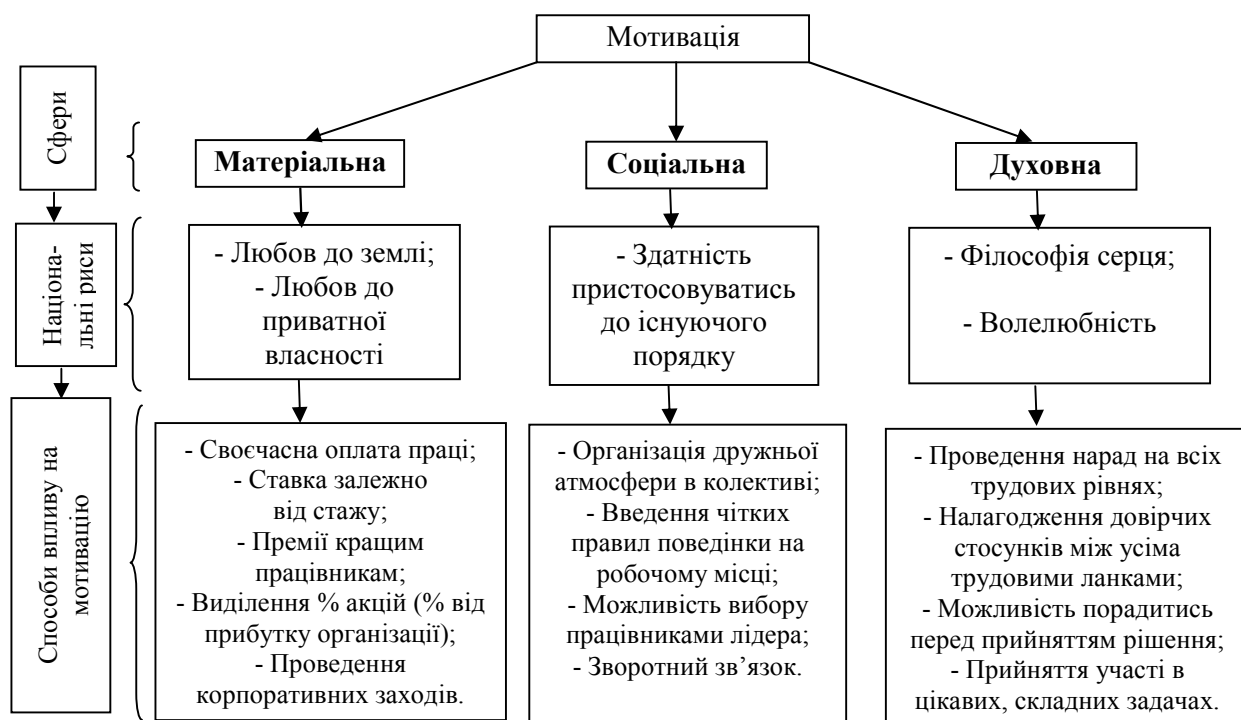 Мотивація
Сфери
Матеріальна
Соціальна
Духовна
Націона-
льні риси
- Любов до землі;
- Любов до
приватної
власності
- Здатність
пристосовуватись
до існуючого
порядку
- Філософія серця;
- Волелюбність
Способи впливу на
мотивацію
- Своєчасна оплата праці;
- Ставка залежно
від стажу;
- Премії кращим
працівникам;
- Виділення % акцій (% від
прибутку організації);
- Проведення
корпоративних заходів.
- Організація дружньої
атмосфери в колективі;
- Введення чітких
правил поведінки на
робочому місці;
- Можливість вибору
працівниками лідера;
- Зворотний зв’язок.
- Проведення нарад на всіх
трудових рівнях;
- Налагодження довірчих
стосунків між усіма
трудовими ланками;
- Можливість порадитись
перед прийняттям рішення;
- Прийняття участі в
цікавих, складних задачах.